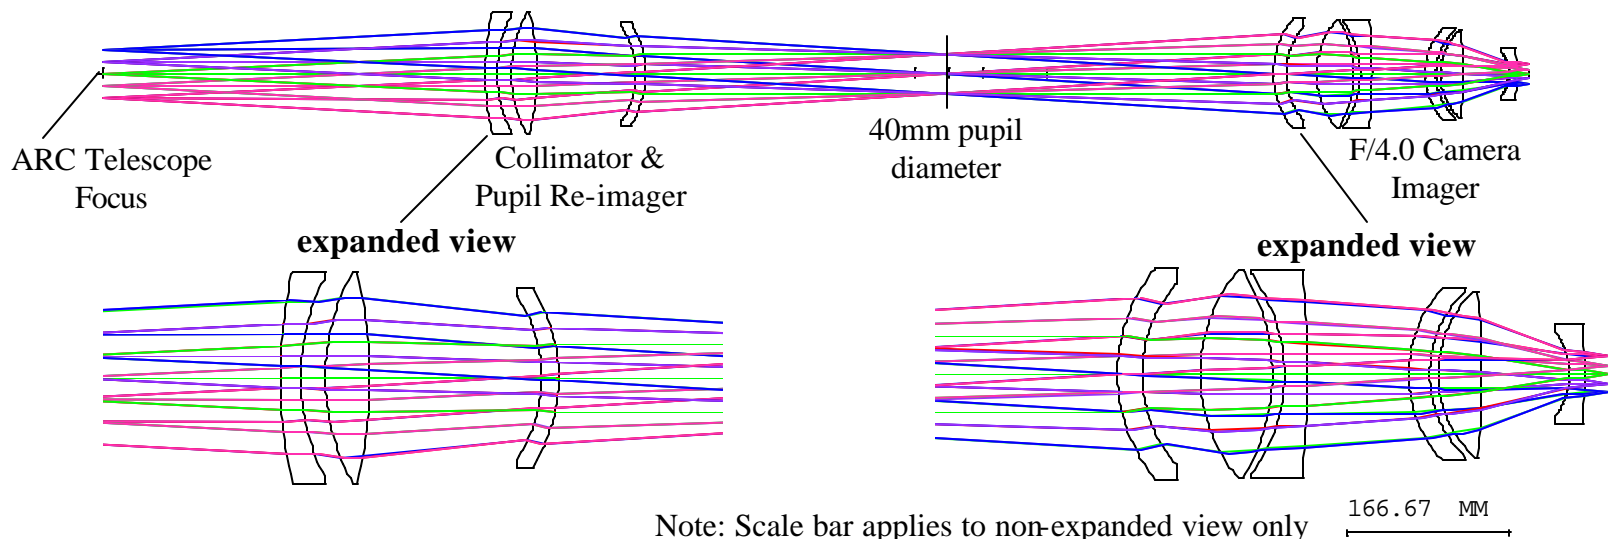 ARC Telescope
Focus
Collimator &
Pupil Re-imager
40mm pupil
diameter
F/4.0 Camera
Imager
expanded view
expanded view
Note: Scale bar applies to non-expanded view only
166.67 MM